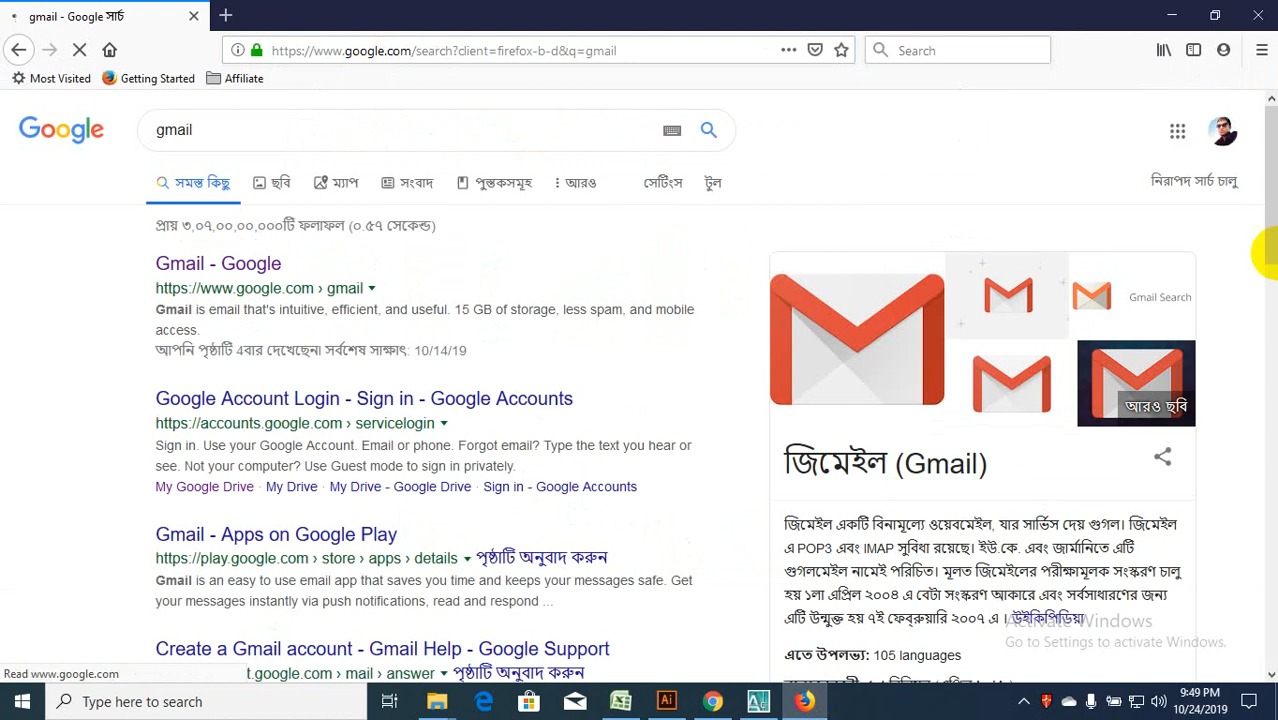 gmail - Google সার্চ
https://www.google.com/search?client=firefox-b-d&q=gmail
Search
Most Visited
Getting Started
Affiliate
Google
gmail
সমস্ত কিছু
ছবি
ম্যাপ
সংবাদ
পুস্তকসমূহ
আরও
সেটিংস
টুল
নিরাপদ সার্চ চালু
প্রায় ৩,০৭,০০,০০,০০০টি ফলাফল (০.৫৭ সেকেন্ড)
Gmail - Google
https://www.google.com › gmail
Gmail is email that's intuitive, efficient, and useful. 15 GB of storage, less spam, and mobile
access.
আপনি পৃষ্ঠাটি 4বার দেখেছেন৷ সর্বশেষ সাক্ষাৎ: 10/14/19
Google Account Login - Sign in - Google Accounts
https://accounts.google.com › servicelogin
Sign in. Use your Google Account. Email or phone. Forgot email? Type the text you hear or
see. Not your computer? Use Guest mode to sign in privately.
My Google Drive · My Drive · My Drive - Google Drive · Sign in - Google Accounts
Gmail - Apps on Google Play
https://play.google.com › store › apps › details পৃষ্ঠাটি অনুবাদ করুন
Gmail is an easy to use email app that saves you time and keeps your messages safe. Get
your messages instantly via push notifications, read and respond ...
Create a Gmail account - Gmail Help - Google Support
t.google.com › mail › answer পৃষ্ঠাটি অনুবাদ করুন
Read www.google.com
Gmail Search
আরও ছবি
জিমেইল (Gmail)
জিমেইল একটি বিনামূল্যে ওয়েবমেইল, যার সার্ভিস দেয় গুগল। জিমেইল
এ POP3 এবং IMAP সুবিধা রয়েছে। ইউ.কে. এবং জার্মানিতে এটি
গুগলমেইল নামেই পরিচিত। মূলত জিমেইলের পরীক্ষামূলক সংস্করণ চালু
হয় ১লা এপ্রিল ২০০৪ এ বেটা সংস্করণ আকারে এবং সর্বসাধারণের জন্য
এটি উন্মুক্ত হয় ৭ই ফেব্রুয়ারি ২০০৭ এ। উইকিপিডিয়া
এতে উপলভ্য: 105 languages
Activate Windows
Go to Settings to activate Windows.
Type here to search
Ai
9:49 PM
10/24/2019